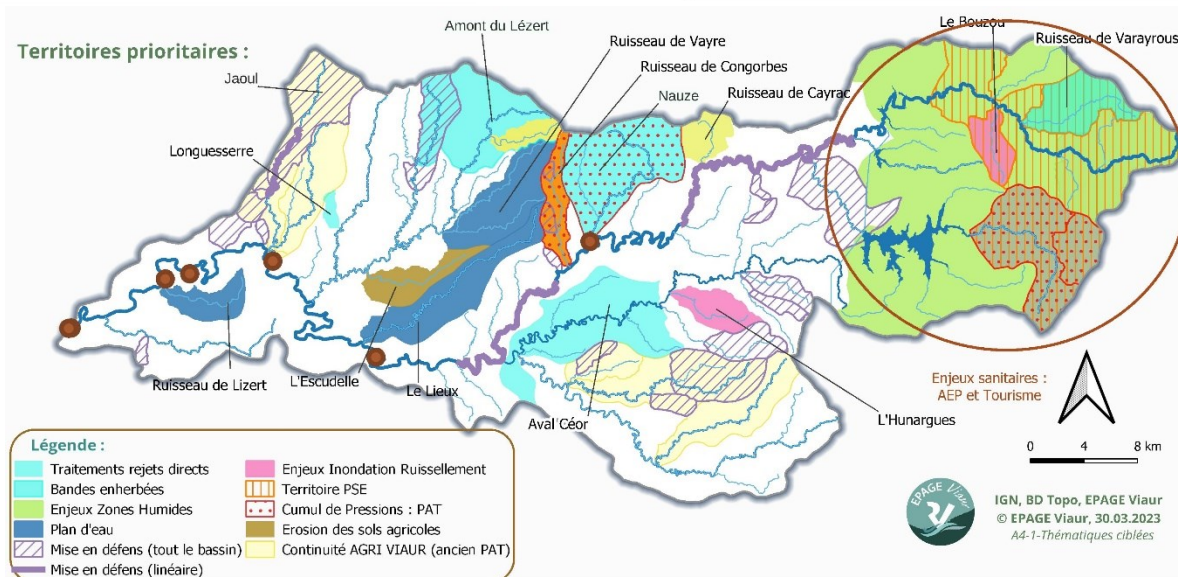 Territoires prioritaires :
Amont du Lézert
Ruisseau de Vayre
Le Bouzou
Ruisseau de Varayrous
Ruisseau de Congorbes
Jaoul
Nauze
Ruisseau de Cayrac
Longuesserre
Ruisseau de Lizert
L'Escudelle
Le Lieux
Aval Céor
L'Hunargues
Enjeux sanitaires :
AEP et Tourisme
0 4 8 km
Légende :
Traitements rejets directs
Bandes enherbées
Enjeux Zones Humides
Plan d'eau
Mise en défens (tout le bassin)
Mise en défens (linéaire)
Enjeux Inondation Ruissellement
Territoire PSE
Cumul de Pressions : PAT
Erosion des sols agricoles
Continuité AGRI VIAUR (ancien PAT)
EPAGE Viaur
IGN, BD Topo, EPAGE Viaur
© EPAGE Viaur, 30.03.2023
A4-1-Thématiques ciblées